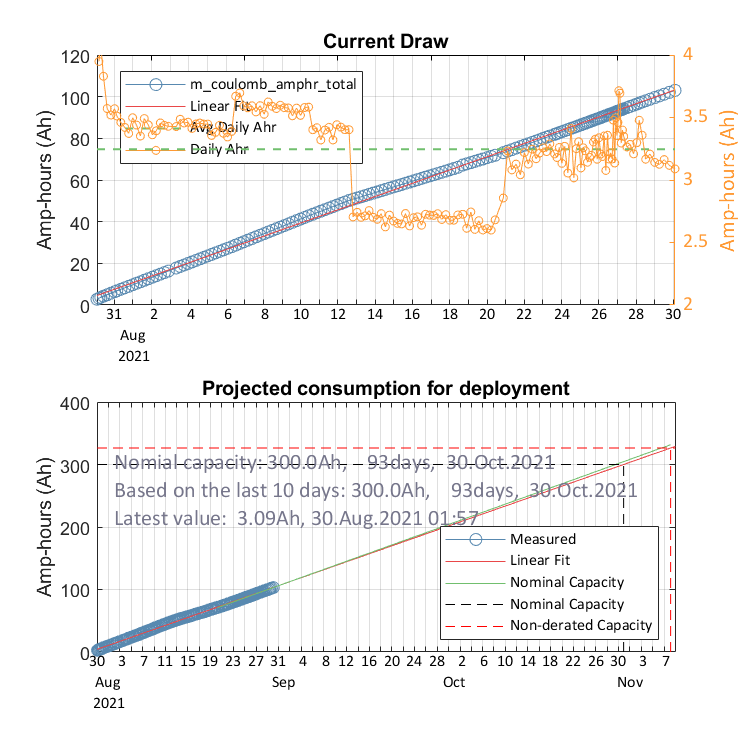 Current Draw
120
100
80
60
40
20
0
Amp-hours (Ah)
4
3.5
3
2.5
2
Amp-hours (Ah)
m_coulomb_amphr_total
Linear Fit
Avg Daily Ahr
Daily Ahr
31 2 4 6 8 10 12 14 16 18 20 22 24 26 28 30
Aug
2021
Projected consumption for deployment
400
300
200
100
0
Amp-hours (Ah)
Nomial capacity: 300.0Ah, 93days, 30.Oct.2021
Based on the last 10 days: 300.0Ah, 93days, 30.Oct.2021
Latest value: 3.09Ah, 30.Aug.2021 01:57
Measured
Linear Fit
Nominal Capacity
Nominal Capacity
Non-derated Capacity
30 3 7 11 15 19 23 27 31 4 8 12 16 20 24 28 2 6 10 14 18 22 26 30 3 7
Aug Sep Oct Nov
2021